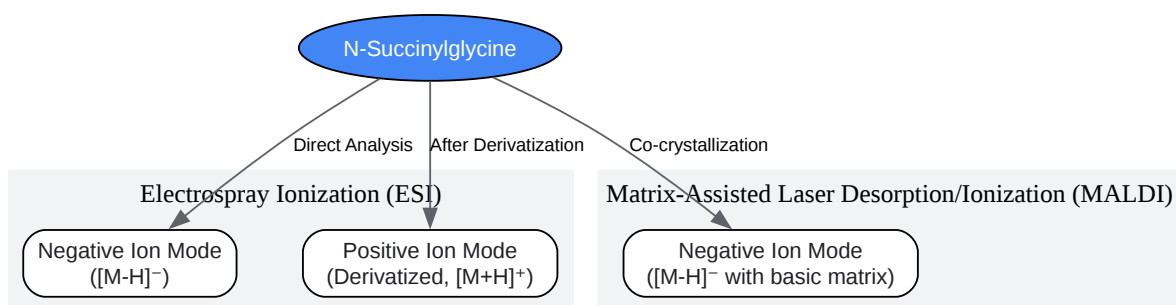 N-Succinylglycine
Direct Analysis
After Derivatization
Co-crystallization
Electrospray Ionization (ESI)
Matrix-Assisted Laser Desorption/Ionization (MALDI)
Negative Ion Mode
([M-H]⁻)
Positive Ion Mode
(Derivatized, [M+H]⁺)
Negative Ion Mode
([M-H]⁻ with basic matrix)